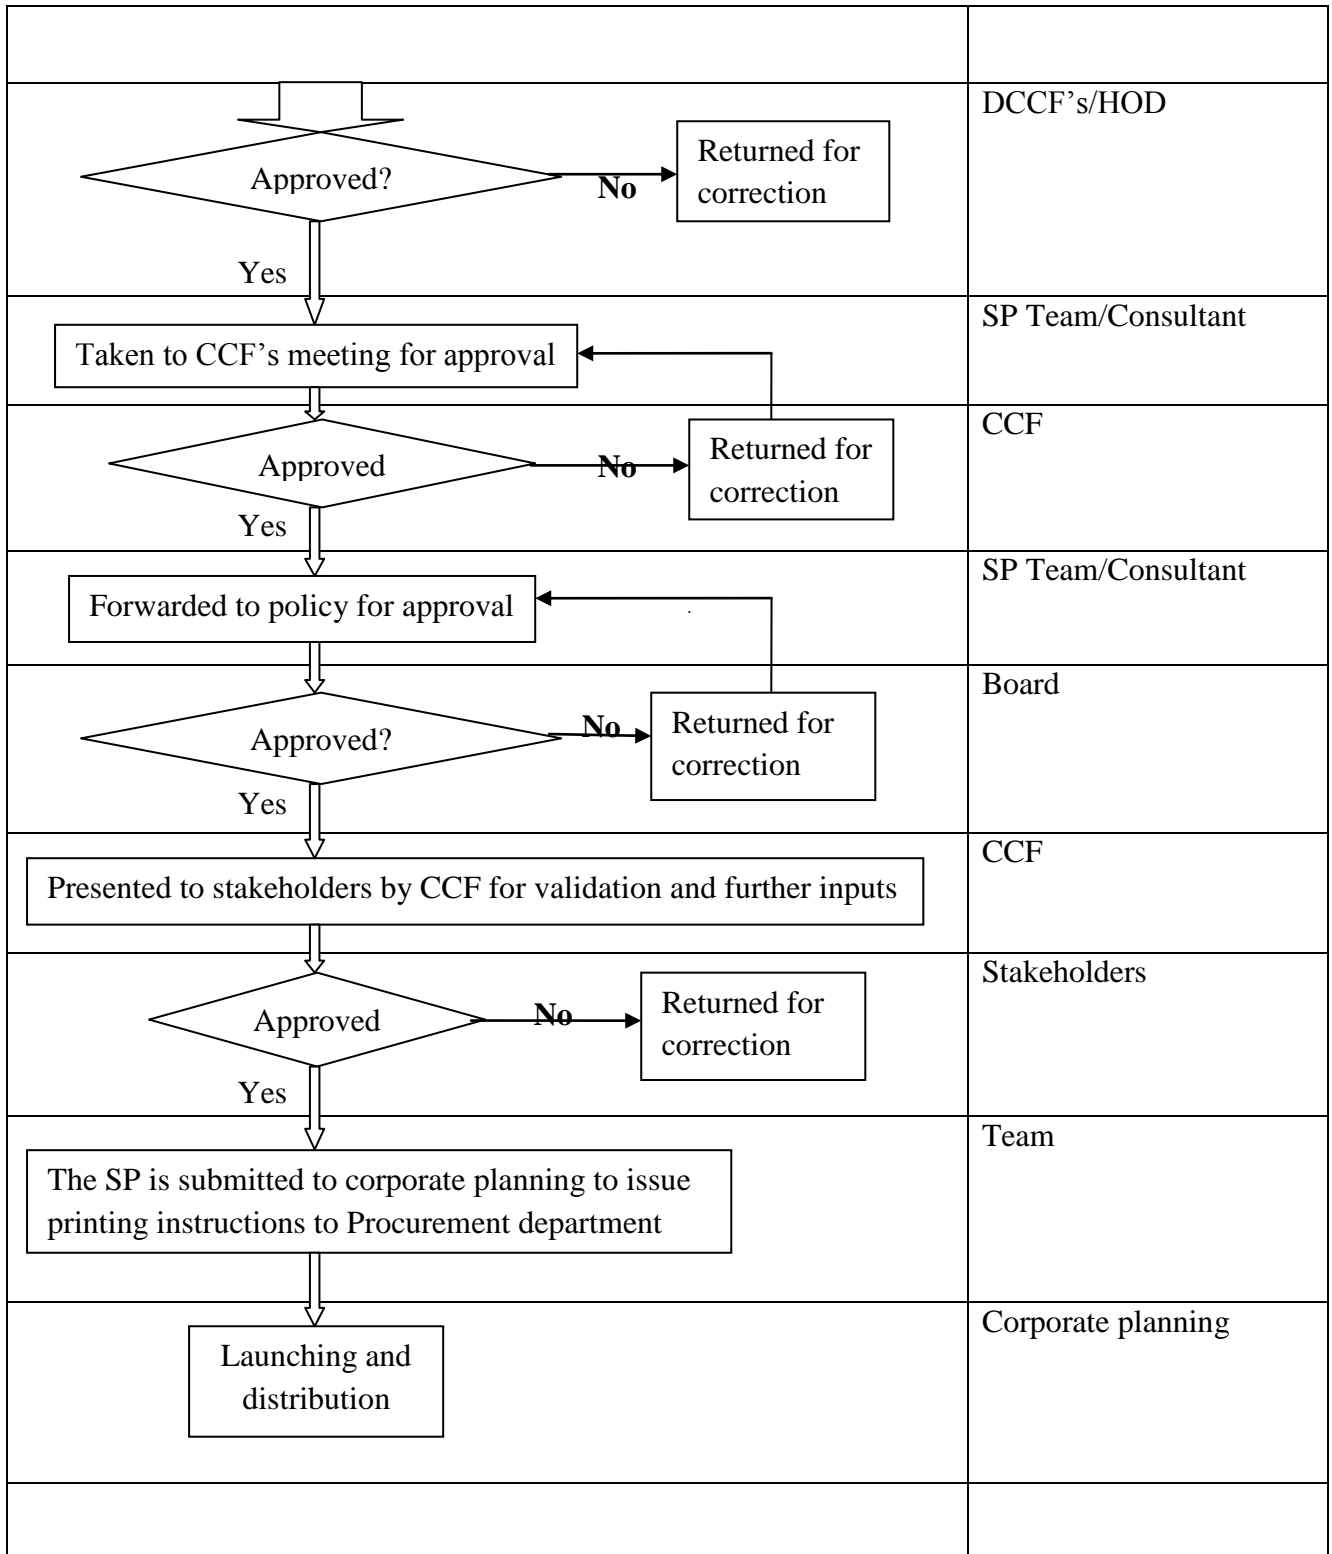 DCCF’s/HOD
Approved?
No
Returned for
correction
Yes
SP Team/Consultant
Taken to CCF’s meeting for approval
CCF
Approved
No
Returned for
correction
Yes
SP Team/Consultant
Forwarded to policy for approval
.
Board
Approved?
No
Returned for
correction
Yes
CCF
Presented to stakeholders by CCF for validation and further inputs
Stakeholders
Approved
No
Returned for
correction
Yes
Team
The SP is submitted to corporate planning to issue
printing instructions to Procurement department
Corporate planning
Launching and
distribution